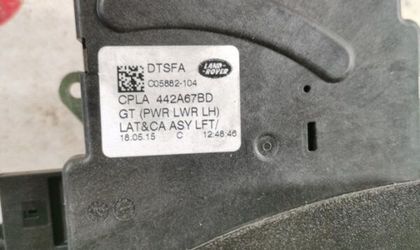 DTSFA
LAND-
ROVER
C05882-104
CPLA 442A67BD
GT (PWR LWR LH)
LAT&CA ASY LFT/
18.05.15 C 12:48:46